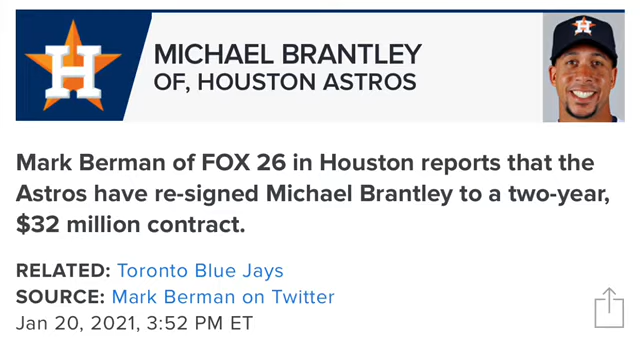 H
MICHAEL BRANTLEY
OF, HOUSTON ASTROS
Mark Berman of FOX 26 in Houston reports that the
Astros have re-signed Michael Brantley to a two-year,
$32 million contract.
RELATED: Toronto Blue Jays
SOURCE: Mark Berman on Twitter
Jan 20, 2021, 3:52 PM ET